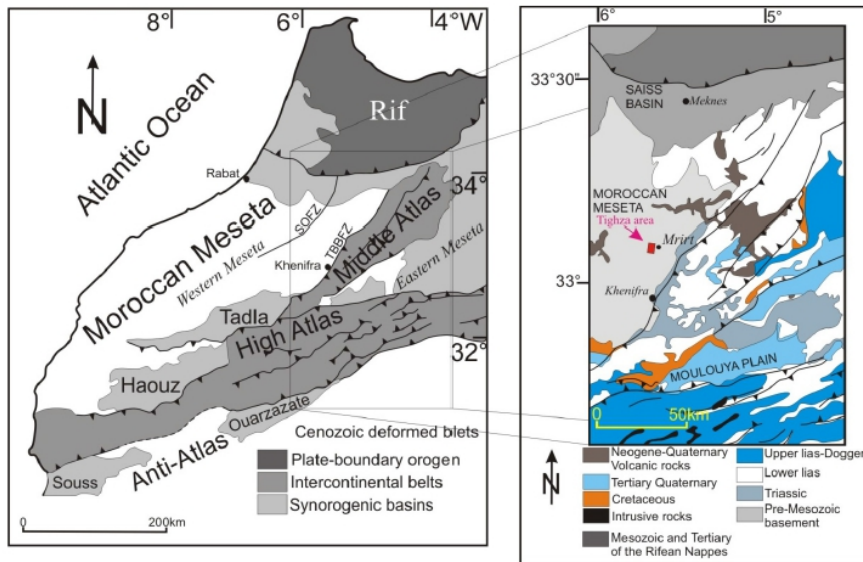 8°
6°
4°W
N
Atlantic Ocean
Rif
Rabat
34°
SOFZ
TBBFZ
Middle Atlas
Moroccan Meseta
Western Meseta
Eastern Meseta
Khenifra
Tadla
High Atlas
32°
Haouz
Ouarzazate
Anti-Atlas
Souss
Cenozoic deformed blets
Plate-boundary orogen
Intercontinental belts
Synorogenic basins
0
200km
6°
5°
33°30'
SAISS
BASIN
Meknes
MOROCCAN
MESETA
Tighza area
Mrirt
33°
Khenifra
MOULOUYA PLAIN
0
50km
N
Neogene-Quaternary
Volcanic rocks
Tertiary Quaternary
Cretaceous
Intrusive rocks
Mesozoic and Tertiary
of the Rifean Nappes
Upper lias-Dogger
Lower lias
Triassic
Pre-Mesozoic
basement